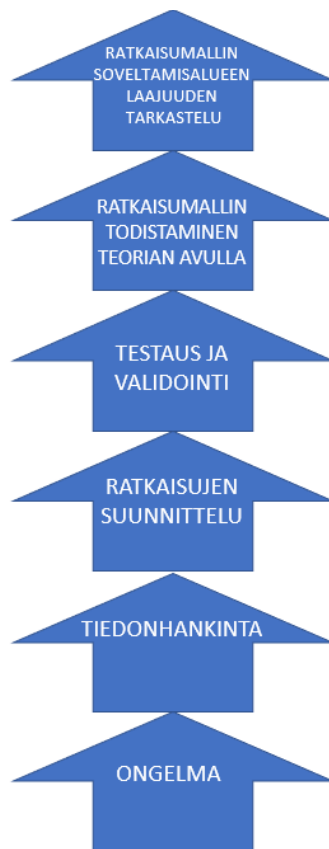 RATKAISUMALLIN
SOVELTAMISALUEEN
LAAJUUDEN
TARKASTELU
RATKAISUMALLIN
TODISTAMINEN
TEORIAN AVULLA
TESTAUS JA
VALIDOINTI
RATKAISUJEN
SUUNNITTELU
TIEDONHANKINTA
ONGELMA